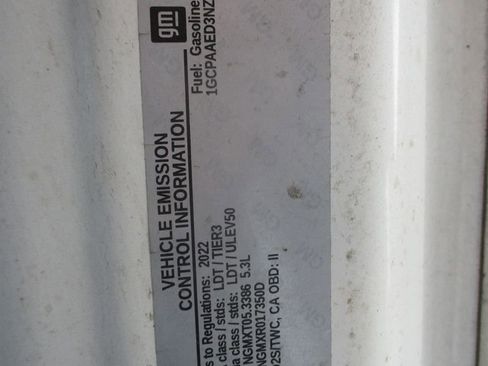 gm
VEHICLE EMISSION
CONTROL INFORMATION
Fuel: Gasoline
1GCPAAED3NZ
s to Regulations: 2022
class / stds: LDT / TIER3
a class / stds: LDT / ULEV50
NGMXT05.3386 5.3L
NGMXR017350D
O2S/TWC, CA OBD: II